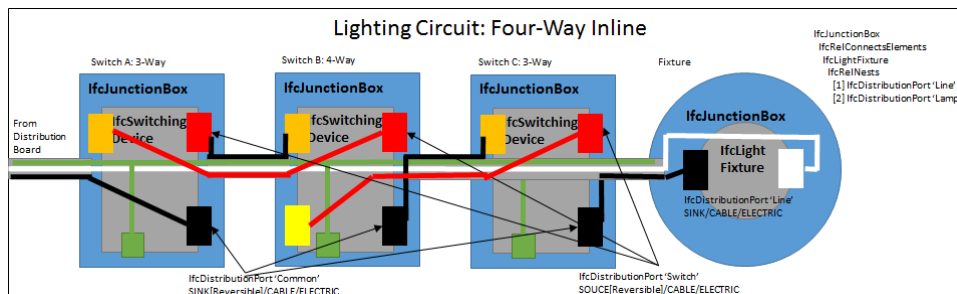 Lighting Circuit: Four-Way Inline
Switch A: 3-Way
Switch B: 4-Way
Switch C: 3-Way
Fixture
IfcJunctionBox
IfcRelConnectsElements
IfcLightFixture
IfcRelNests
[1] IfcDistributionPort 'Line'
[2] IfcDistributionPort 'Lamp
IfcJunctionBox
IfcJunctionBox
IfcJunctionBox
IfcJunctionBox
IfcSwitching
Device
IfcSwitching
Device
IfcSwitching
Device
From
Distribution
Board
IfcLight
Fixture
IfcDistributionPort 'Line'
SINK/CABLE/ELECTRIC
IfcDistributionPort 'Common'
SINK[Reversible]/CABLE/ELECTRIC
IfcDistributionPort 'Switch'
SOUCE[Reversible]/CABLE/ELECTRIC